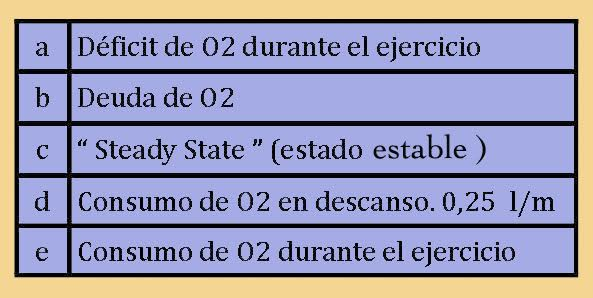 a Déficit de O2 durante el ejercicio
b Deuda de O2
c “ Steady State ” (estado estable )
d Consumo de O2 en descanso. 0,25 l/m
e Consumo de O2 durante el ejercicio